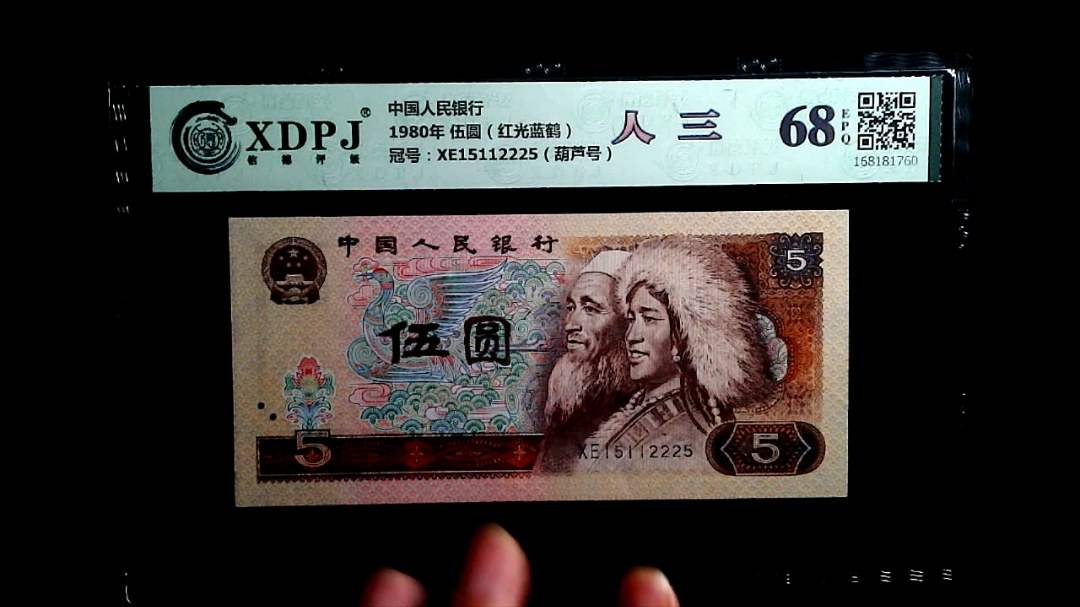 XDPJ®
信德评级
中国人民银行
1980年 伍圆（红光蓝鹤）
冠号：XE15112225（葫芦号）
人 三
68
EPQ
168181760
中国人民银行
5
伍圆
5
XE15112225
5